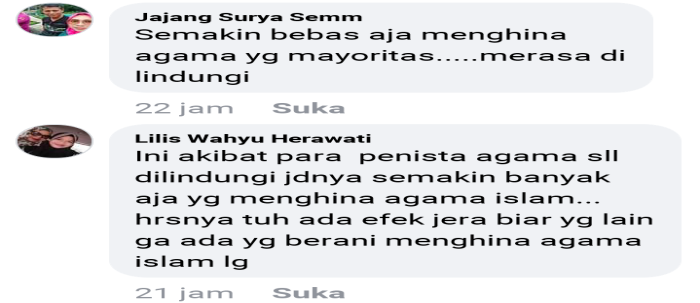 Jajang Surya Semm
Semakin bebas aja menghina
agama yg mayoritas.....merasa di
lindungi
22 jam Suka
Lilis Wahyu Herawati
Ini akibat para penista agama sll
dilindungi jdnya semakin banyak
aja yg menghina agama islam...
hrsnya tuh ada efek jera biar yg lain
ga ada yg berani menghina agama
islam lg
21 jam Suka